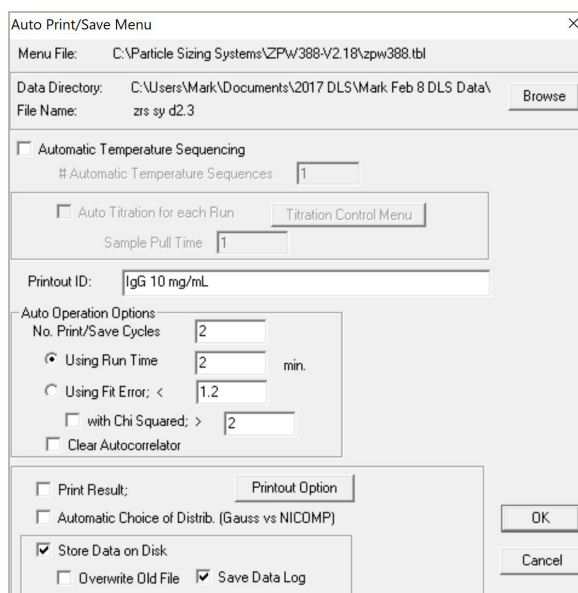 Auto Print/Save Menu
Menu File: C:\Particle Sizing Systems\ZPW388-V2.18\zpw388.tbl
Data Directory: C:\Users\Mark\Documents\2017 DLS\Mark Feb 8 DLS Data\
Browse
File Name: zrs sy d2.3
Automatic Temperature Sequencing
# Automatic Temperature Sequences 1
Auto Titration for each Run Titration Control Menu
Sample Pull Time 1
Printout ID: IgG 10 mg/mL
Auto Operation Options
No. Print/Save Cycles 2
Using Run Time 2 min.
Using Fit Error; < 1.2
with Chi Squared; > 2
Clear Autocorrelator
Print Result; Printout Option
Automatic Choice of Distrib. (Gauss vs NICOMP) OK
Store Data on Disk
Cancel
Overwrite Old File Save Data Log